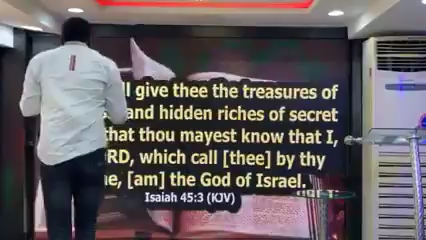 ll give thee the treasures of
and hidden riches of secret
that thou mayest know that I,
RD, which call [thee] by thy
e, [am] the God of Israel.
Isaiah 45:3 (KJV)